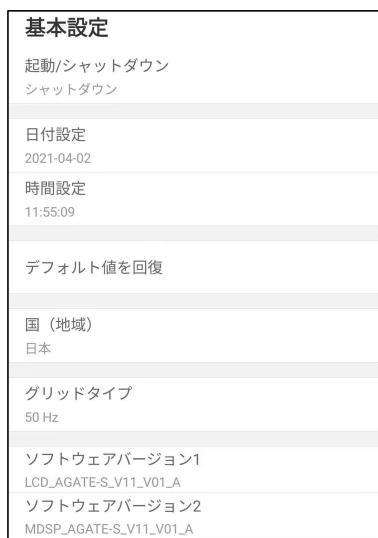 基本設定
起動/シャットダウン
シャットダウン
日付設定
2021-04-02
時間設定
11:55:09
デフォルト値を回復
国（地域）
日本
グリッドタイプ
50 Hz
ソフトウェアバージョン1
LCD_AGATE-S_V11_V01_A
ソフトウェアバージョン2
MDSP_AGATE-S_V11_V01_A